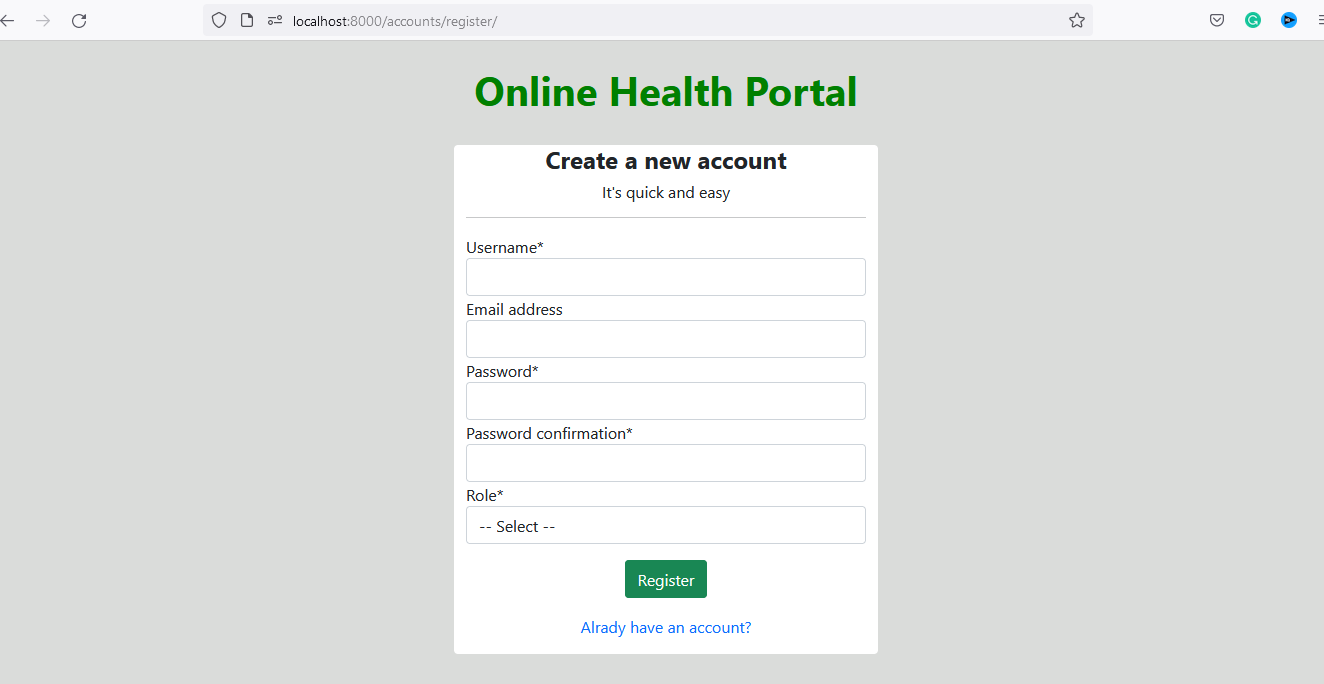 localhost:8000/accounts/register/
Online Health Portal
Create a new account
It's quick and easy
Username*
Email address
Password*
Password confirmation*
Role*
-- Select --
Register
Alrady have an account?